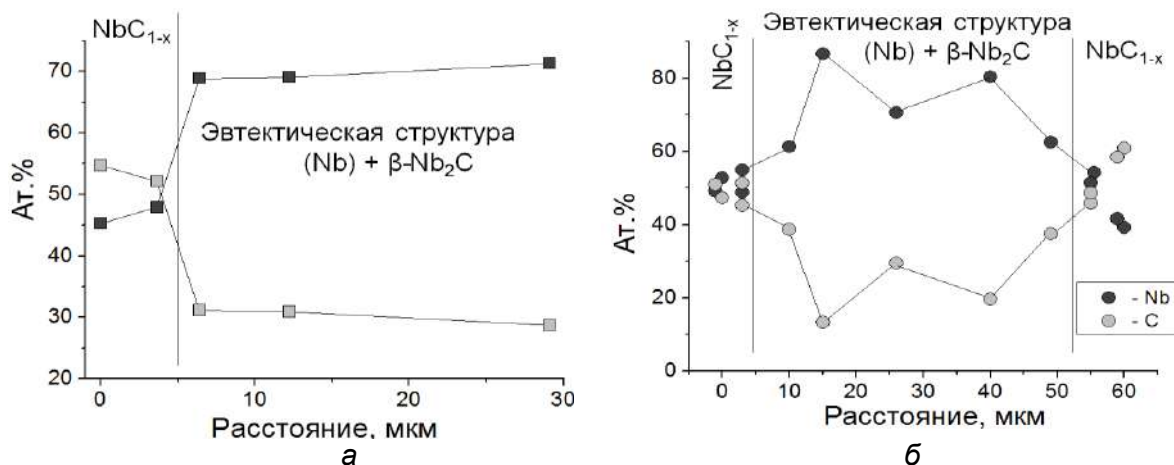 NbC1-x
70
60
50
40
30
20
Ат.%
Эвтектическая структура
(Nb) + β-Nb2C
0
10
20
30
Расстояние, мкм
а
Эвтектическая структура
(Nb) + β-Nb2C
NbC1-x
NbC1-x
80
60
40
20
0
Ат.%
- Nb
- C
0
10
20
30
40
50
60
Расстояние, мкм
б